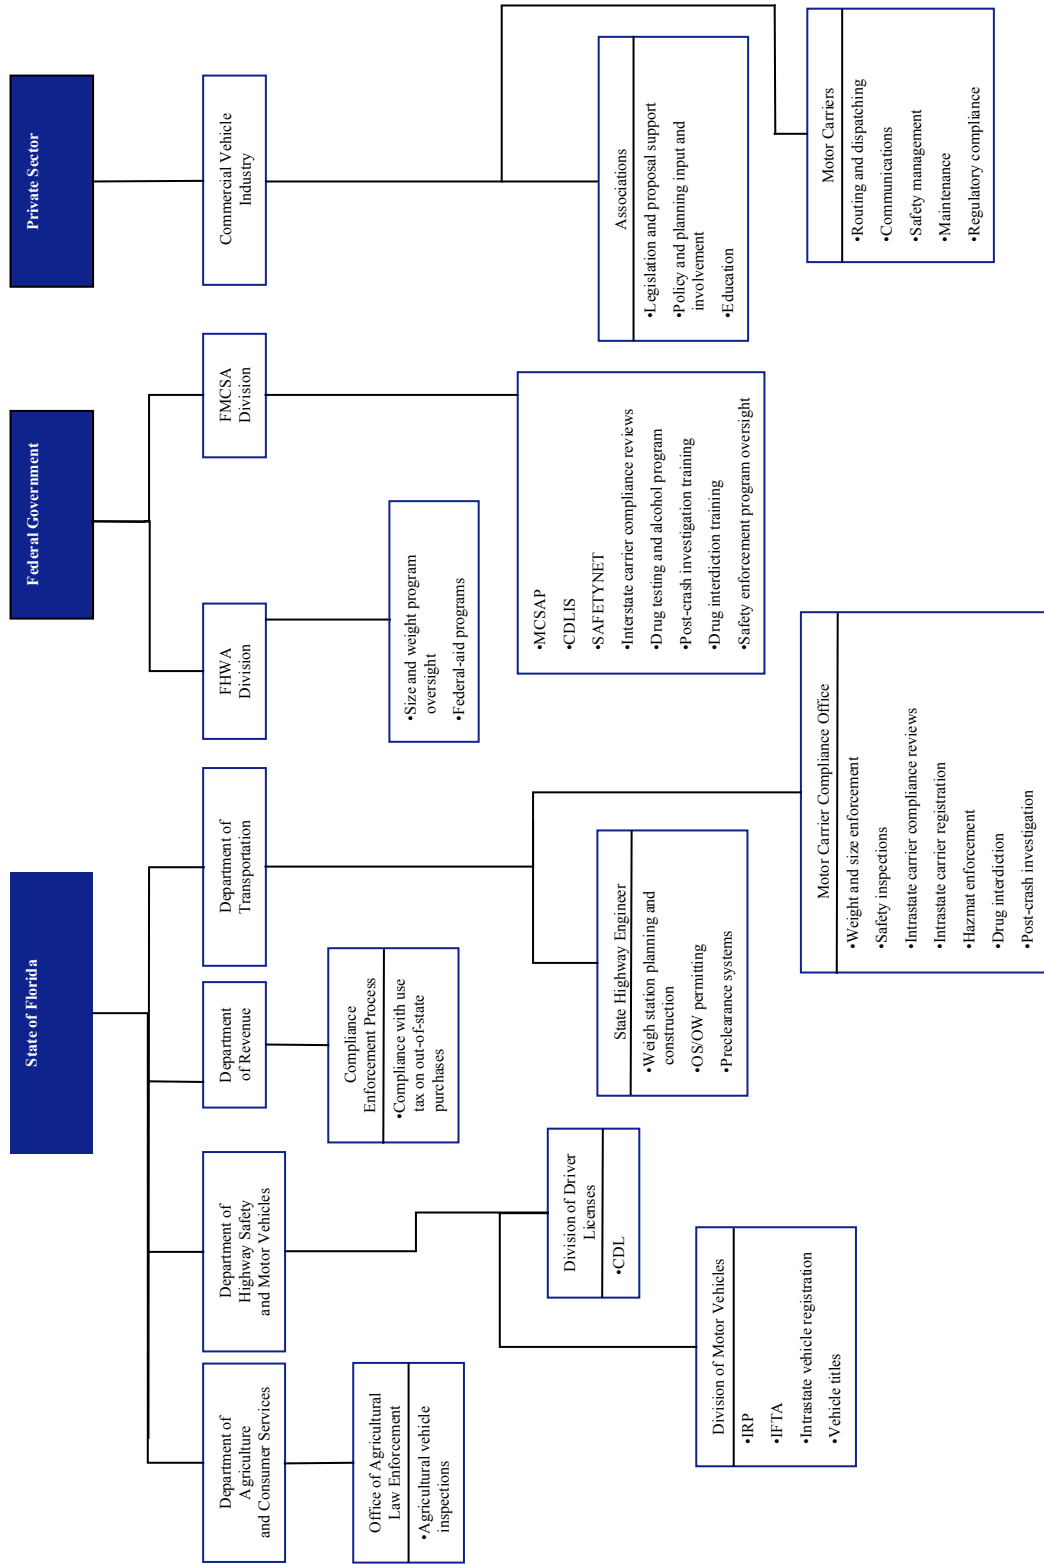 State of Florida
Federal Government
Private Sector
Department of
Agriculture
and Consumer Services
Department of
Highway Safety
and Motor Vehicles
Department
of Revenue
Department of
Transportation
FHWA
Division
FMCSA
Division
Commercial Vehicle
Industry
Office of Agricultural
Law Enforcement
•Agricultural vehicle
inspections
Division of Motor Vehicles
•IRP
•IFTA
•Intrastate vehicle registration
•Vehicle titles
Division of Driver
Licenses
•CDL
Compliance
Enforcement Process
•Compliance with use
tax on out-of-state
purchases
State Highway Engineer
•Weigh station planning and
construction
•OS/OW permitting
•Preclearance systems
Motor Carrier Compliance Office
•Weight and size enforcement
•Safety inspections
•Intrastate carrier compliance reviews
•Intrastate carrier registration
•Hazmat enforcement
•Drug interdiction
•Post-crash investigation
•Size and weight program
oversight
•Federal-aid programs
•MCSAP
•CDLIS
•SAFETYNET
•Interstate carrier compliance reviews
•Drug testing and alcohol program
•Post-crash investigation training
•Drug interdiction training
•Safety enforcement program oversight
Associations
•Legislation and proposal support
•Policy and planning input and
involvement
•Education
Motor Carriers
•Routing and dispatching
•Communications
•Safety management
•Maintenance
•Regulatory compliance